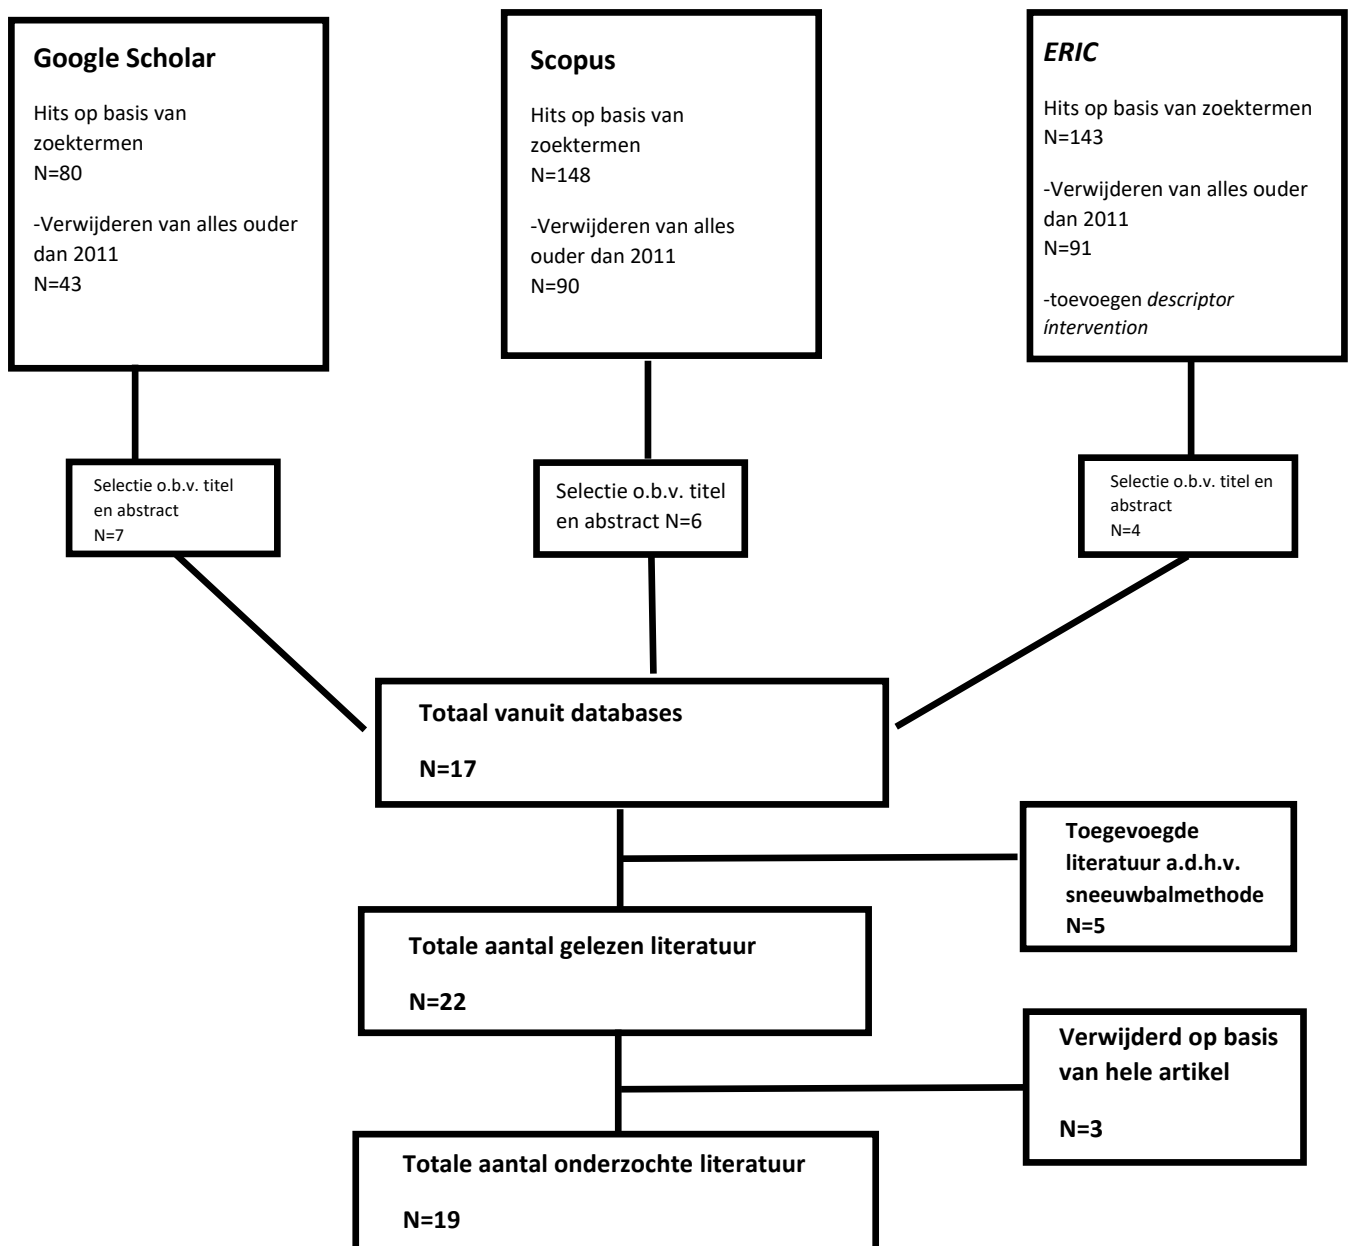 Google Scholar
Hits op basis van
zoektermen
N=80
-Verwijderen van alles ouder
dan 2011
N=43
Scopus
Hits op basis van
zoektermen
N=148
-Verwijderen van alles
ouder dan 2011
N=90
ERIC
Hits op basis van zoektermen
N=143
-Verwijderen van alles ouder
dan 2011
N=91
-toevoegen descriptor
íntervention
Selectie o.b.v. titel
en abstract
N=7
Selectie o.b.v. titel
en abstract N=6
Selectie o.b.v. titel en
abstract
N=4
Totaal vanuit databases
N=17
Toegevoegde
literatuur a.d.h.v.
sneeuwbalmethode
N=5
Totale aantal gelezen literatuur
N=22
Verwijderd op basis
van hele artikel
N=3
Totale aantal onderzochte literatuur
N=19